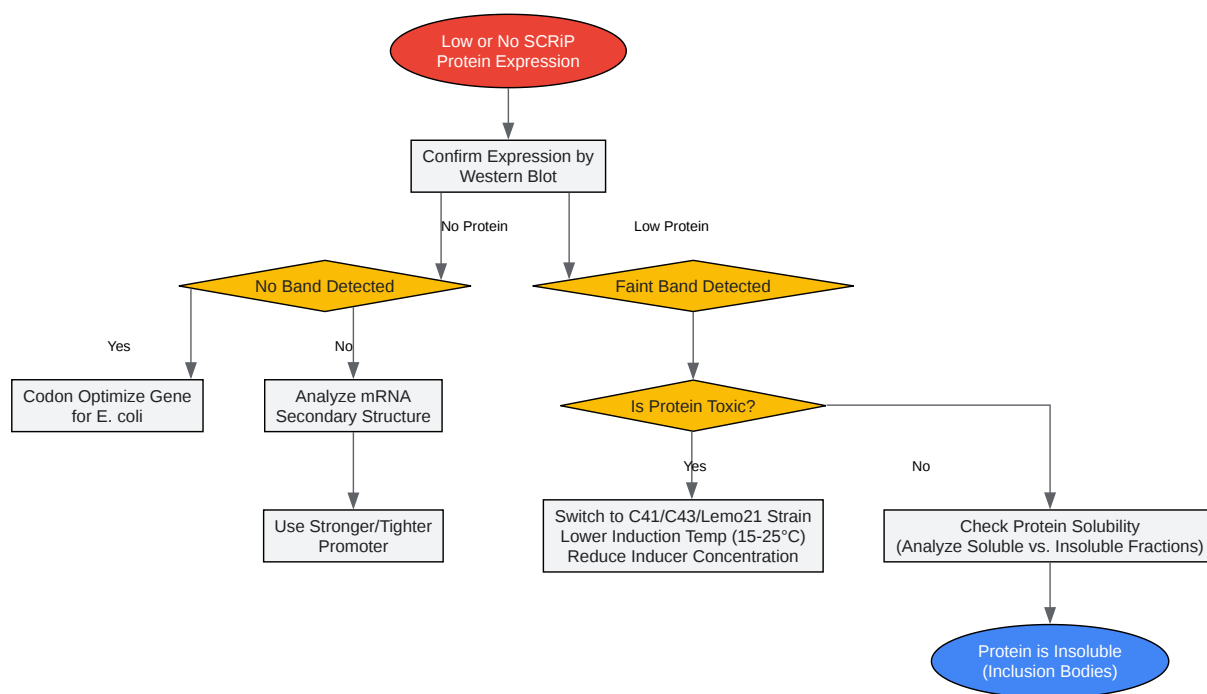 Low or No SCRiP
Protein Expression
Confirm Expression by
Western Blot
No Protein
Low Protein
No Band Detected
Faint Band Detected
Yes
No
Codon Optimize Gene
for E. coli
Analyze mRNA
Secondary Structure
Is Protein Toxic?
Yes
No
Use Stronger/Tighter
Promoter
Switch to C41/C43/Lemo21 Strain
Lower Induction Temp (15-25°C)
Reduce Inducer Concentration
Check Protein Solubility
(Analyze Soluble vs. Insoluble Fractions)
Protein is Insoluble
(Inclusion Bodies)